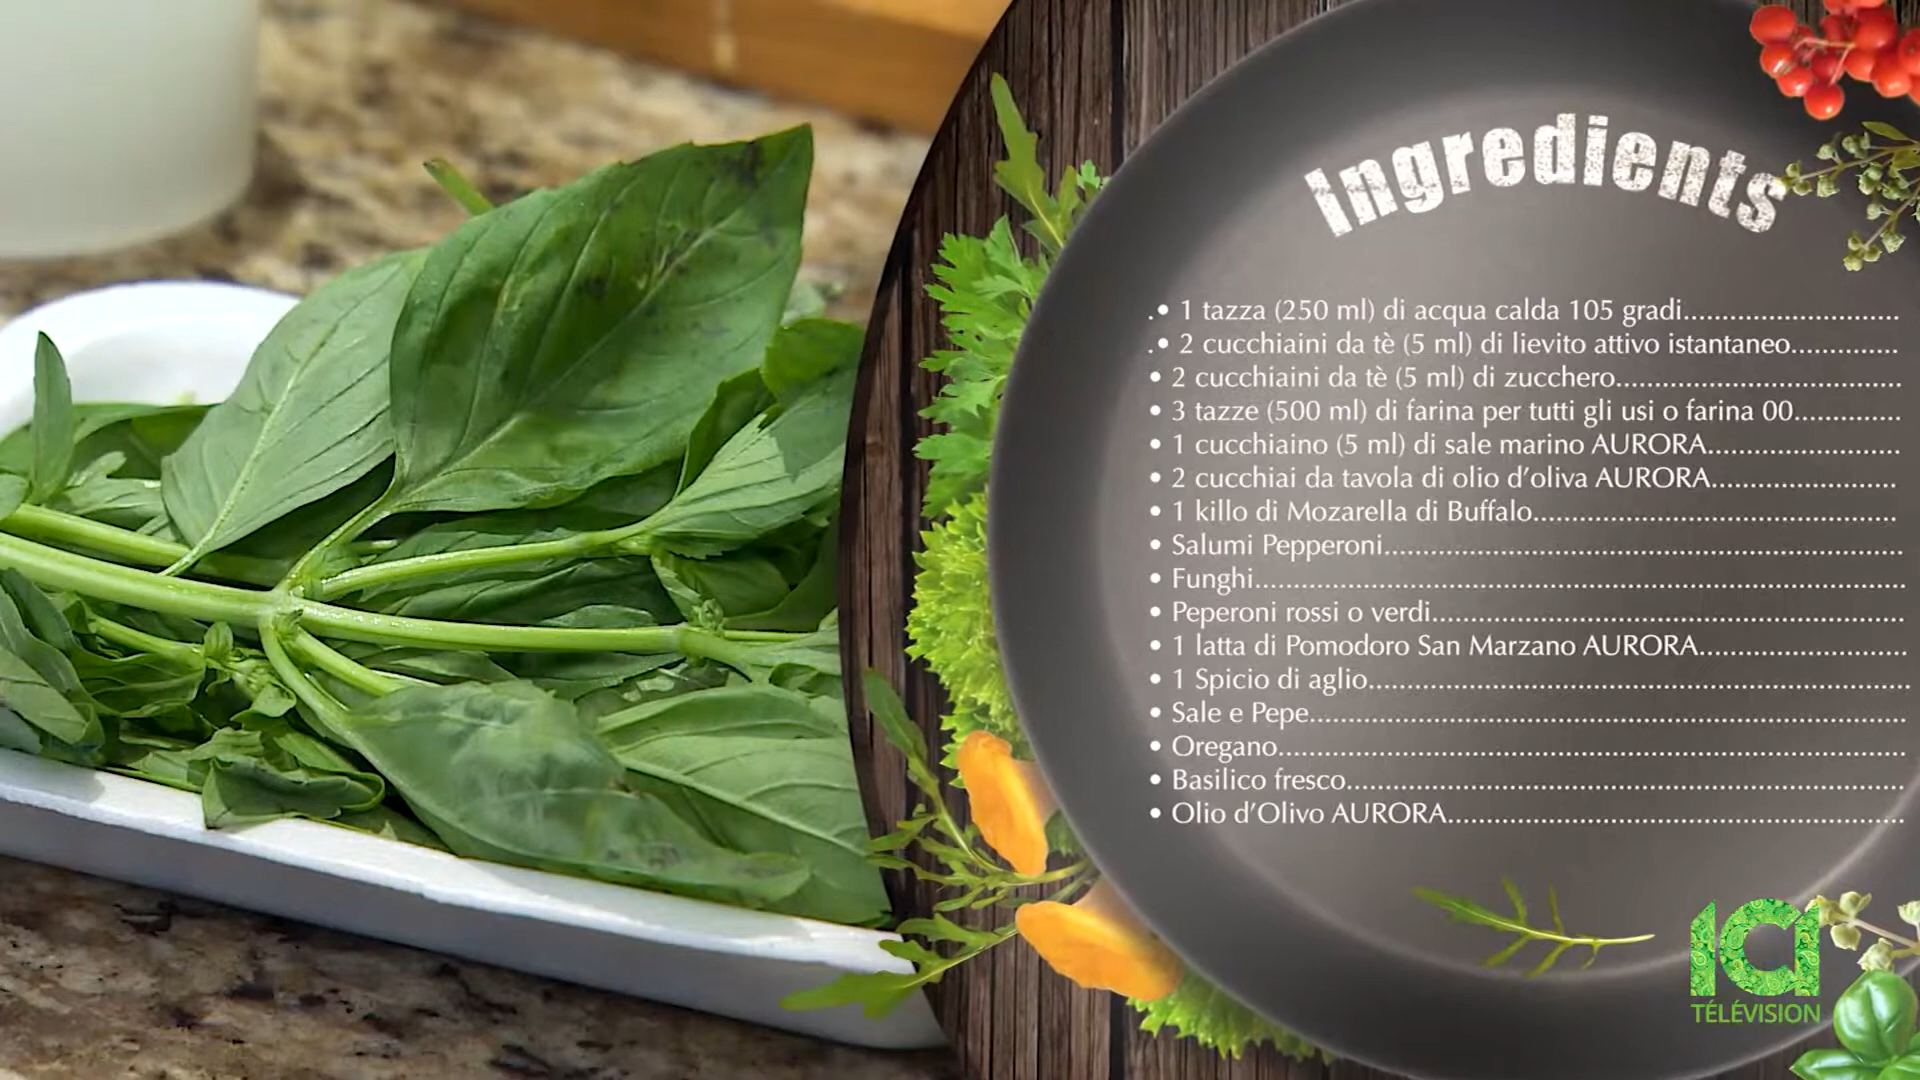 Ingredients
.• 1 tazza (250 ml) di acqua calda 105 gradi................................
.• 2 cucchiaini da tè (5 ml) di lievito attivo istantaneo................
• 2 cucchiaini da tè (5 ml) di zucchero...........................................
• 3 tazze (500 ml) di farina per tutti gli usi o farina 00................
• 1 cucchiaino (5 ml) di sale marino AURORA.............................
• 2 cucchiai da tavola di olio d’oliva AURORA............................
• 1 killo di Mozarella di Buffalo......................................................
• Salumi Pepperoni............................................................................
• Funghi................................................................................................
• Peperoni rossi o verdi......................................................................
• 1 latta di Pomodoro San Marzano AURORA...............................
• 1 Spicio di aglio................................................................................
• Sale e Pepe........................................................................................
• Oregano.............................................................................................
• Basilico fresco..................................................................................
• Olio d’Olivo AURORA....................................................................
ICI
TÉLÉVISION